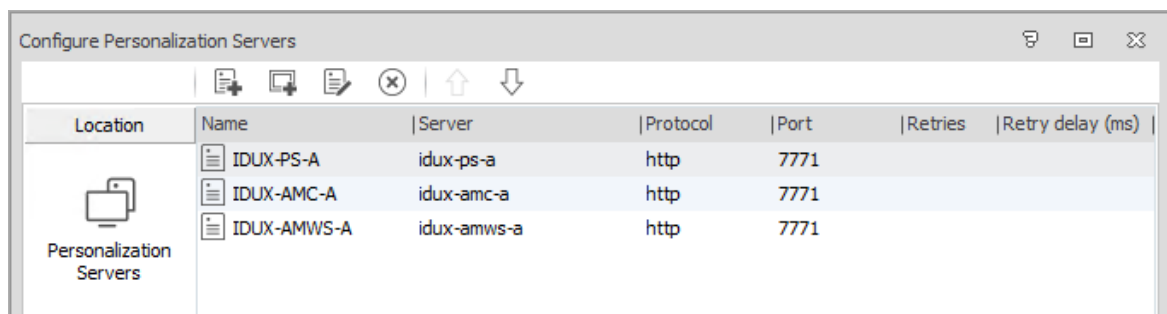 Configure Personalization Servers
Location Name Server Protocol Port Retries Retry delay (ms)
IDUX-PS-A idux-ps-a http 7771
IDUX-AMC-A idux-amc-a http 7771
IDUX-AMWS-A idux-amws-a http 7771
Personalization
Servers